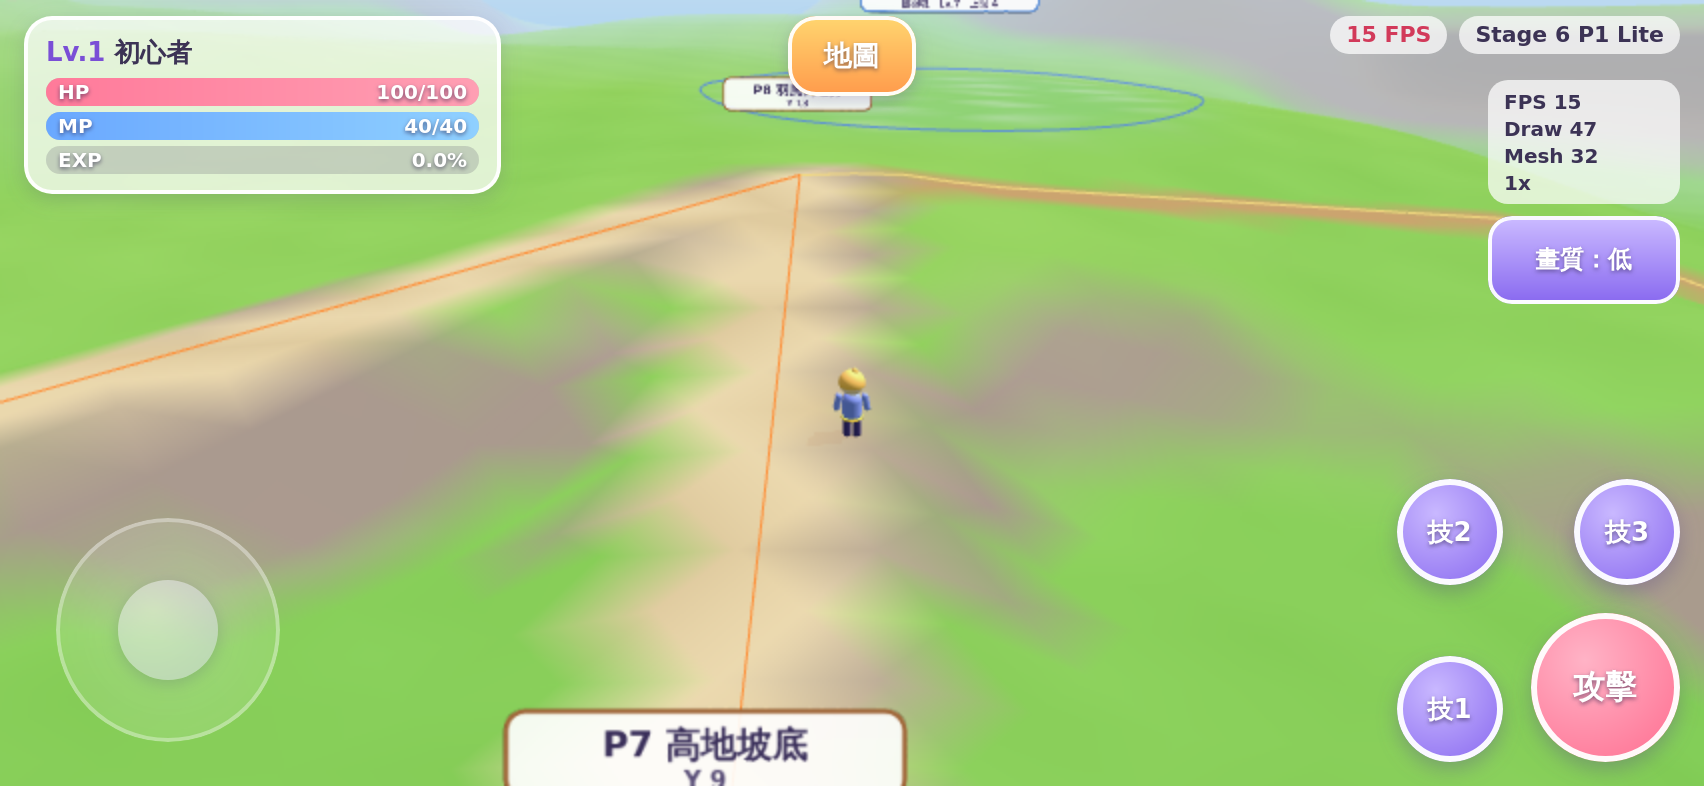 Lv.1 初心者
HP 100/100
MP 40/40
EXP 0.0%
地圖
15 FPS
Stage 6 P1 Lite
FPS 15
Draw 47
Mesh 32
1x
畫質：低
P8
技2
技3
技1
攻擊
P7 高地坡底
Y 9